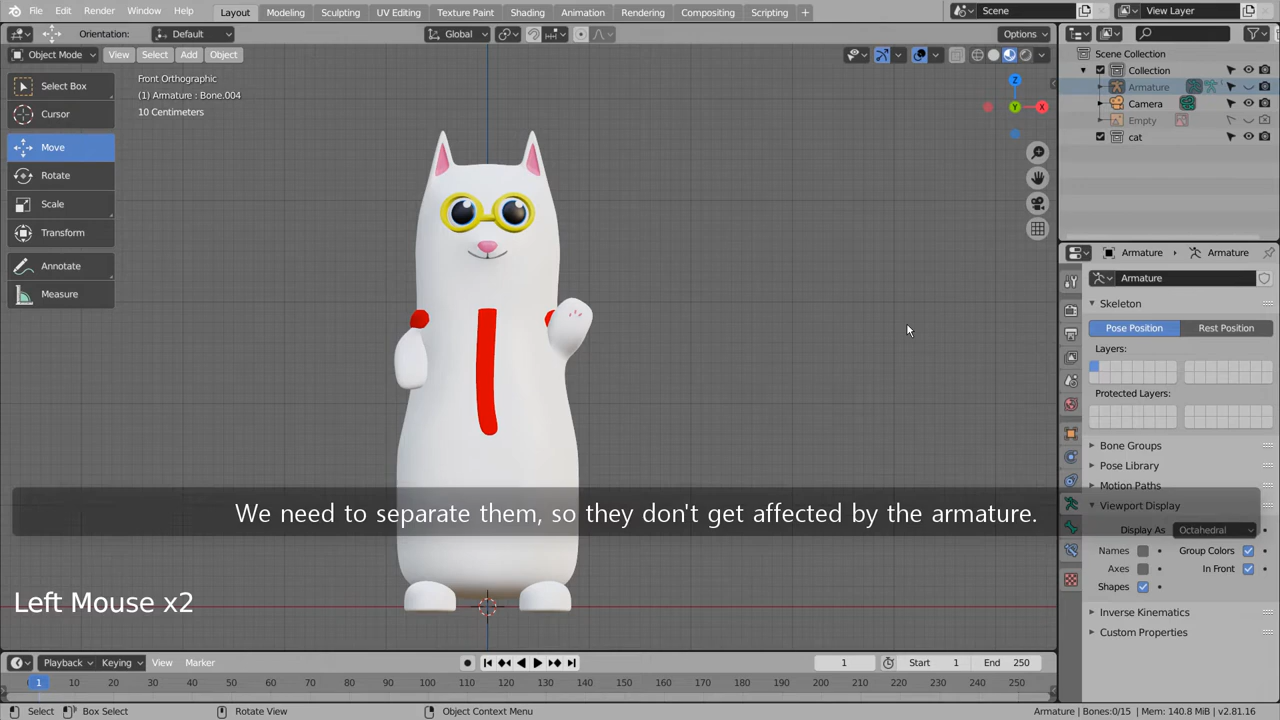 File Edit Render Window Help Layout Modeling Sculpting UV Editing Texture Paint Shading Animation Rendering Compositing Scripting + Scene View Layer
Orientation: Default Global Options
Object Mode View Select Add Object
Scene Collection
Collection
Armature
Camera
Empty
cat
Select Box
Cursor
Move
Rotate
Scale
Transform
Annotate
Measure
Front Orthographic
(1) Armature : Bone.004
10 Centimeters
Z
Y
X
Armature Armature
Armature
Skeleton
Pose Position Rest Position
Layers:
Protected Layers:
Bone Groups
Pose Library
Motion Paths
Viewport Display
Display As Octahedral
Names Group Colors
Axes In Front
Shapes
Inverse Kinematics
Custom Properties
We need to separate them, so they don't get affected by the armature.
Left Mouse x2
Playback Keying View Marker 1 Start 1 End 250
1 10 20 30 40 50 60 70 80 90 100 110 120 130 140 150 160 170 180 190 200 210 220 230 240 250
Select Box Select Rotate View Object Context Menu Armature | Bones:0/15 | Mem: 140.8 MiB | v2.81.16